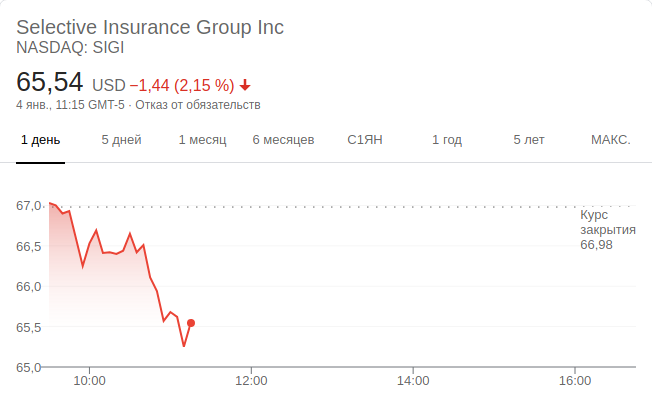 Selective Insurance Group Inc
NASDAQ: SIGI
65,54 USD −1,44 (2,15 %)
4 янв., 11:15 GMT-5 · Отказ от обязательств
1 день 5 дней 1 месяц 6 месяцев С1ЯН 1 год 5 лет МАКС.
67,0
Курс
закрытия
66,98
66,5
66,0
65,5
65,0
10:00 12:00 14:00 16:00